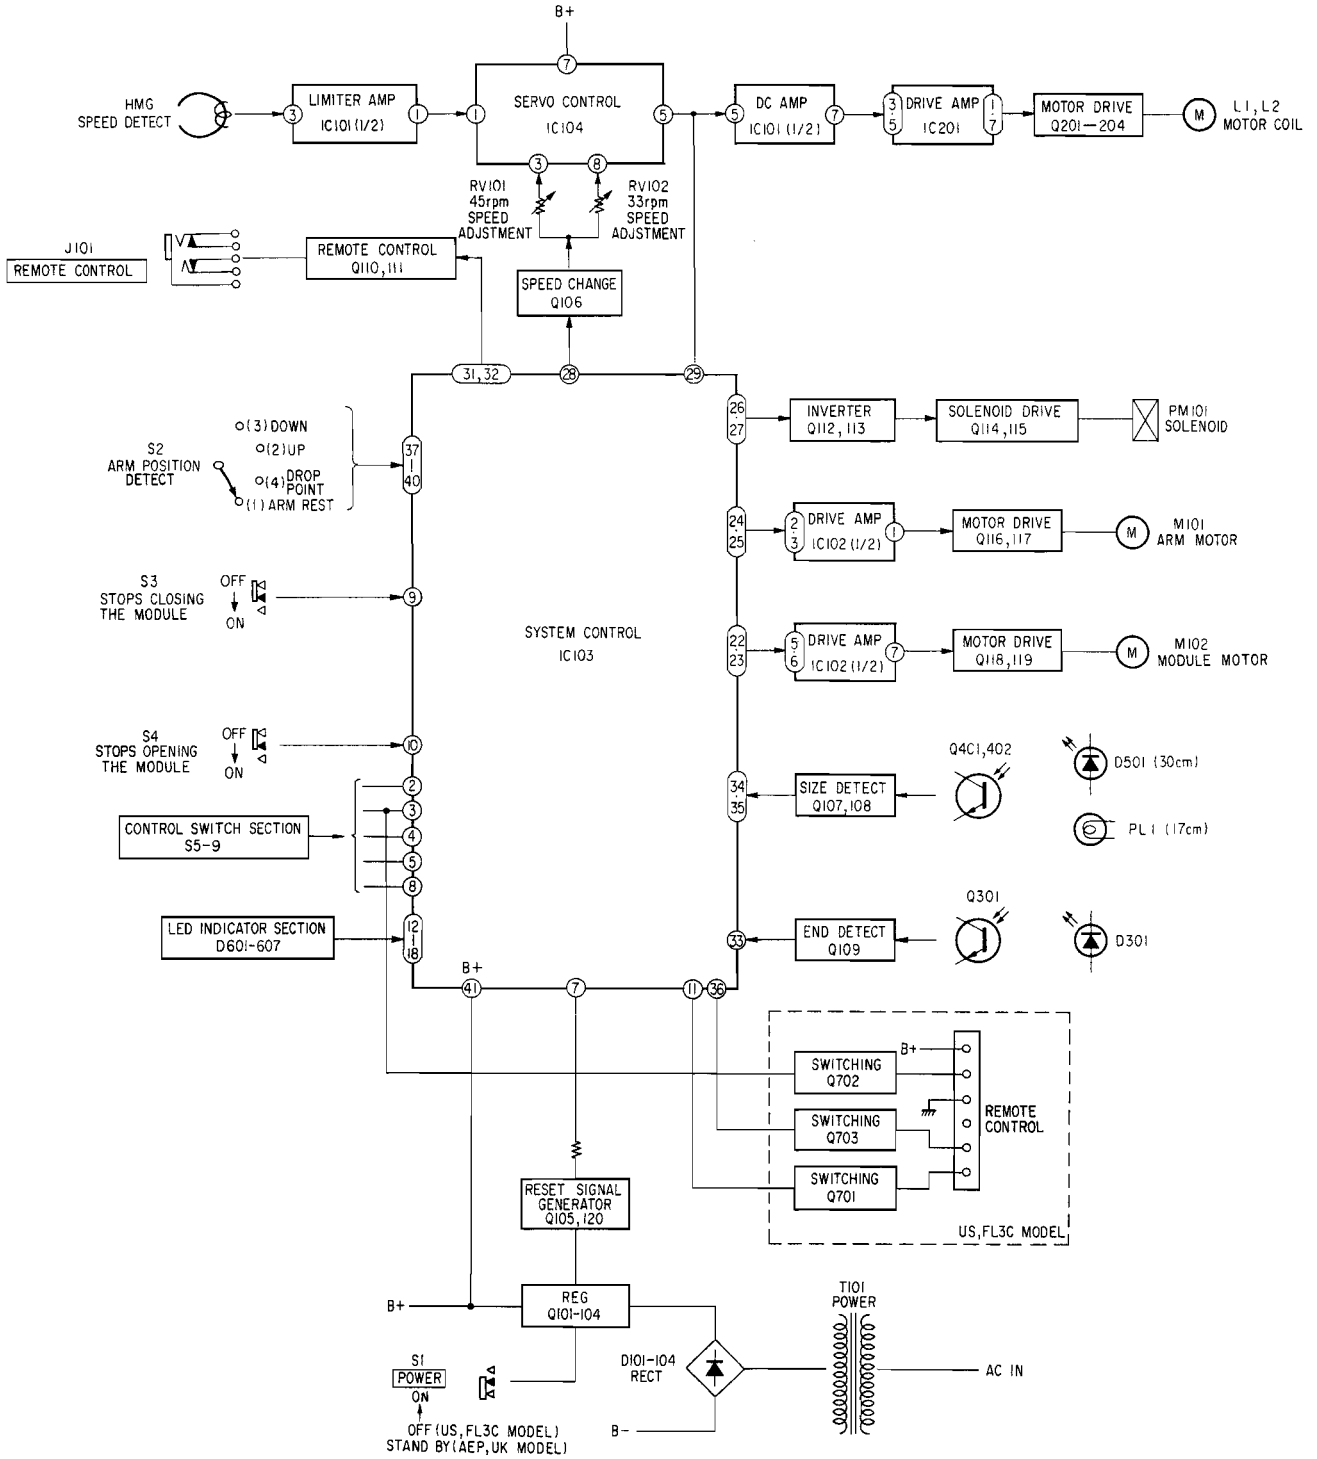 B+
7
HMG
SPEED DETECT
3
LIMITER AMP
IC101 (1/2)
1
1
SERVO CONTROL
IC104
5
3
8
5
DC AMP
IC101 (1/2)
7
3
·
5
DRIVE AMP
IC201
1
·
7
MOTOR DRIVE
Q201—204
M
L1, L2
MOTOR COIL
RV101
45rpm
SPEED
ADJSTMENT
RV102
33rpm
SPEED
ADJSTMENT
J101
REMOTE CONTROL
REMOTE CONTROL
Q110, 111
SPEED CHANGE
Q106
31, 32
28
29
S2
ARM POSITION
DETECT
(3) DOWN
(2) UP
(4) DROP
POINT
(1) ARM REST
37
|
40
26
·
27
INVERTER
Q112, 113
SOLENOID DRIVE
Q114, 115
PM101
SOLENOID
24
·
25
2
·
3
DRIVE AMP
IC102 (1/2)
1
MOTOR DRIVE
Q116, 117
M
M101
ARM MOTOR
S3
STOPS CLOSING
THE MODULE
OFF
ON
9
SYSTEM CONTROL
IC103
22
·
23
5
·
6
DRIVE AMP
IC102 (1/2)
7
MOTOR DRIVE
Q118, 119
M
M102
MODULE MOTOR
S4
STOPS OPENING
THE MODULE
OFF
ON
10
2
3
4
5
8
CONTROL SWITCH SECTION
S5-9
34
·
35
SIZE DETECT
Q107, 108
Q4C1, 402
D501 (30cm)
PL1 (17cm)
LED INDICATOR SECTION
D601-607
12
|
18
33
END DETECT
Q109
Q301
D301
B+
41
7
11
36
SWITCHING
Q702
SWITCHING
Q703
SWITCHING
Q701
B+
REMOTE
CONTROL
US, FL3C MODEL
RESET SIGNAL
GENERATOR
Q105, 120
B+
REG
Q101-104
T101
POWER
S1
POWER
ON
OFF (US, FL3C MODEL)
STAND BY (AEP, UK MODEL)
D101-104
RECT
B-
AC IN